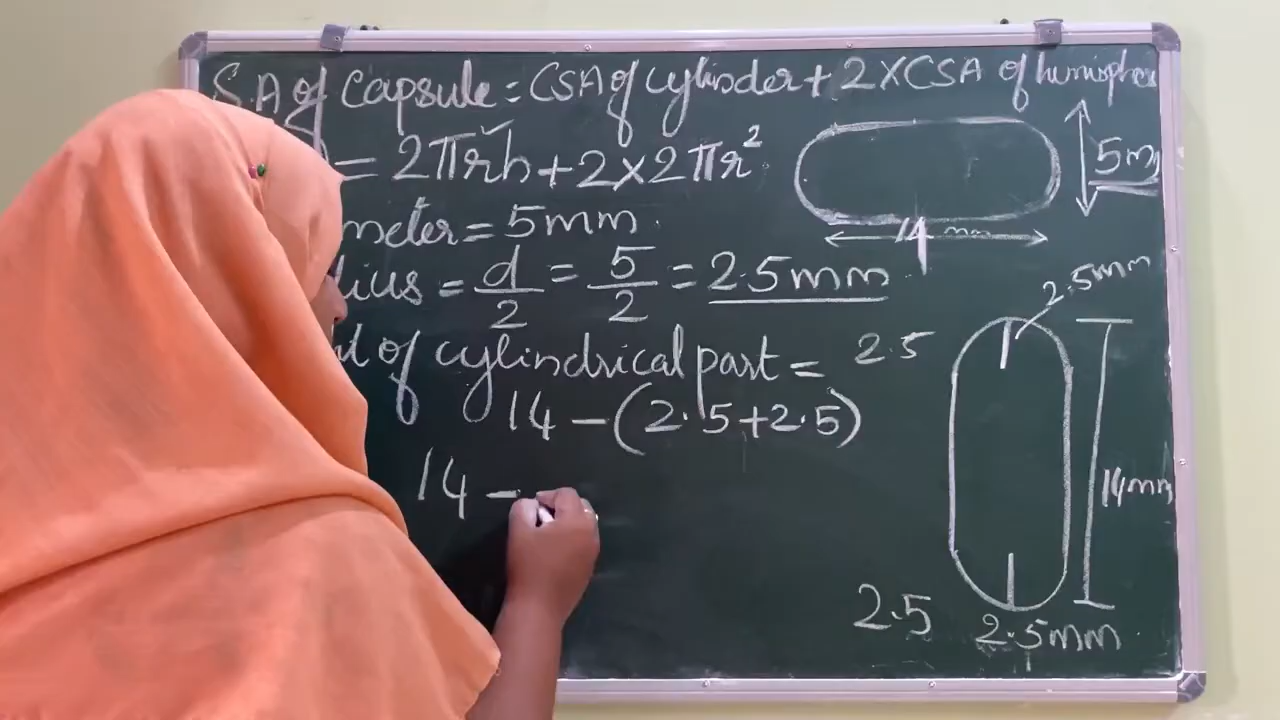 S.A of capsule = CSA of cylinder + 2 X CSA of hemisphere
= 2πrh + 2×2πr²
5m
= 5mm.
14 mm
= d/2 = 5/2 = 2.5mm
2.5mm
of cylindrical part = 2.5
14 – (2.5+2.5)
14 –
14mm
2.5
2.5mm